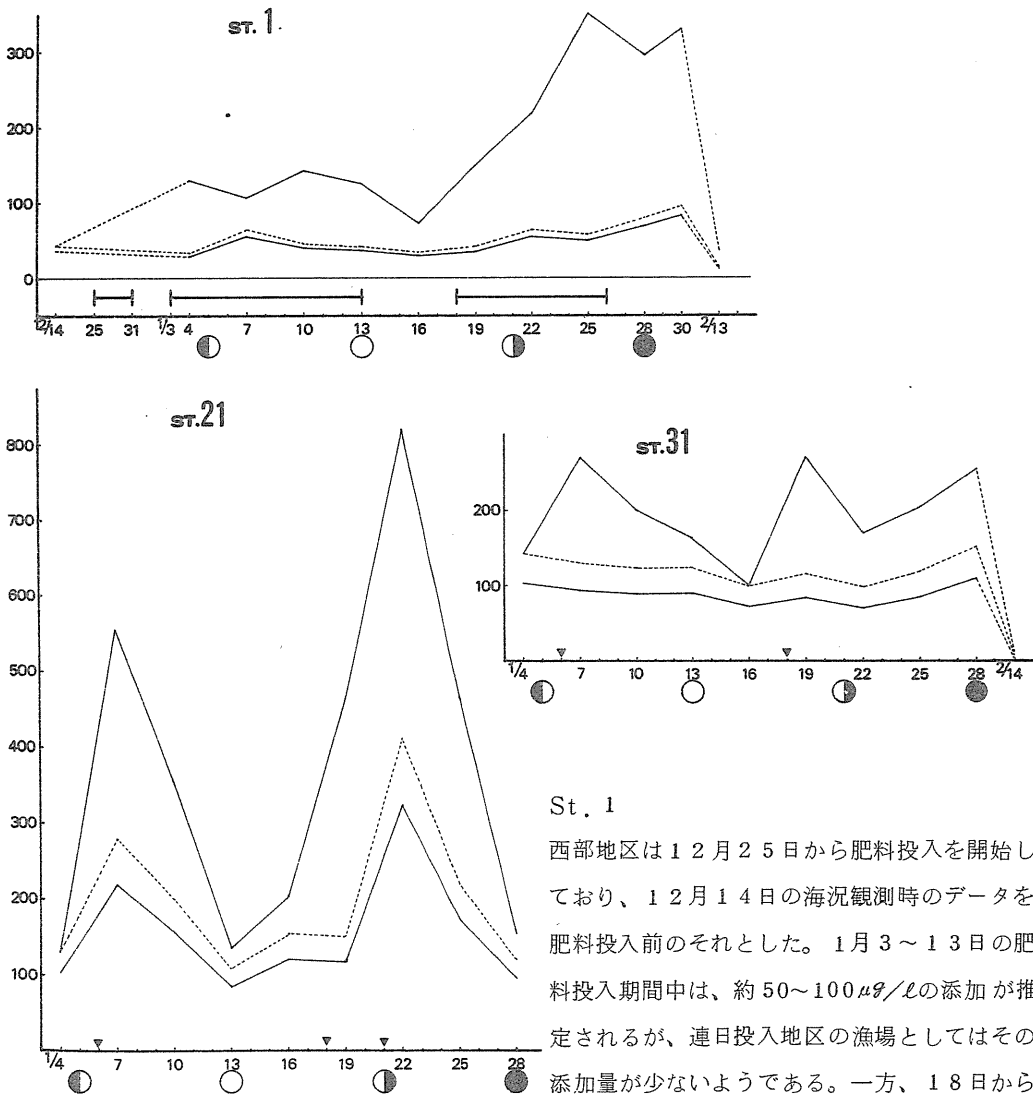 ST. 1.
300
200
100
0
12/14 25 31 1/3 4 7 10 13 16 19 22 25 28 30 2/13
ST.21
800
700
600
500
400
300
200
100
1/4 7 10 13 16 19 22 25 28
ST.31
200
100
1/4 7 10 13 16 19 22 25 28 2/14
St. 1
西部地区は12月25日から肥料投入を開始し
ており、12月14日の海況観測時のデータを
肥料投入前のそれとした。1月3~13日の肥
料投入期間中は、約50~100μg/ℓの添加が推
定されるが、連日投入地区の漁場としてはその
添加量が少ないようである。一方、18日から